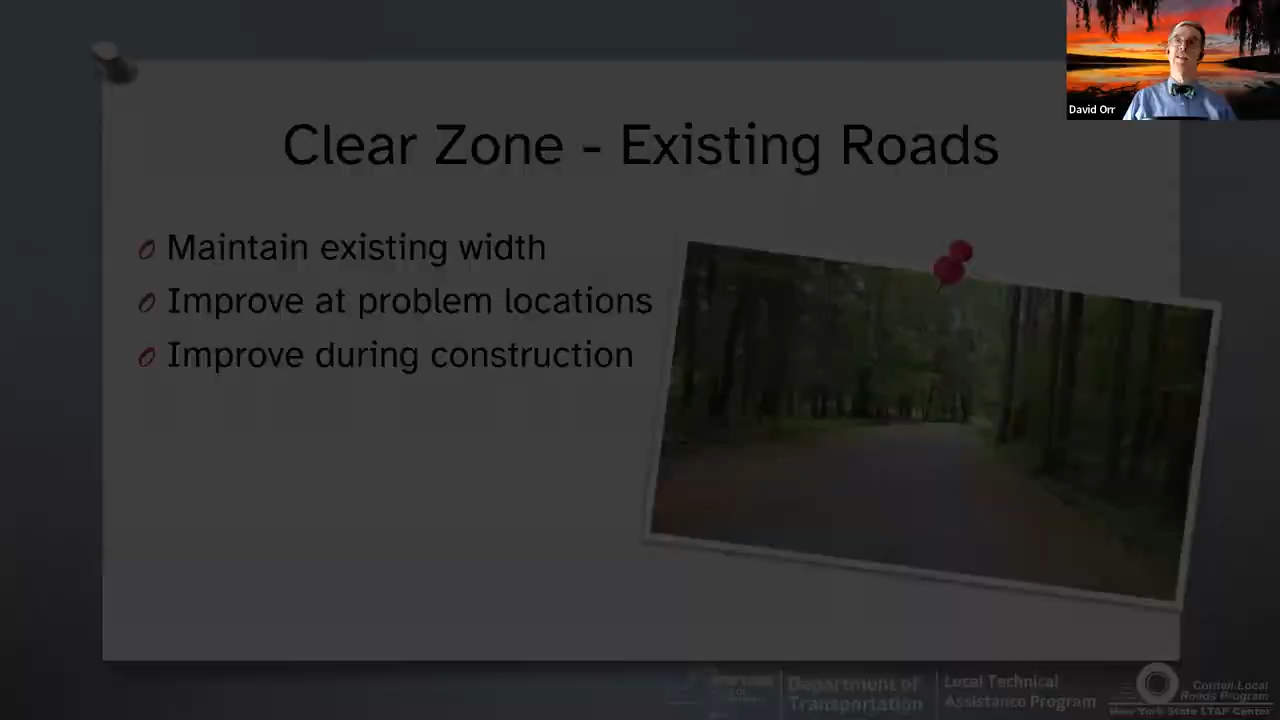 David Orr
Clear Zone - Existing Roads
Maintain existing width
Improve at problem locations
Improve during construction
Department of
Transportation
Local Technical
Assistance Program
Cornell Local
Roads Program
New York State LTAP Center